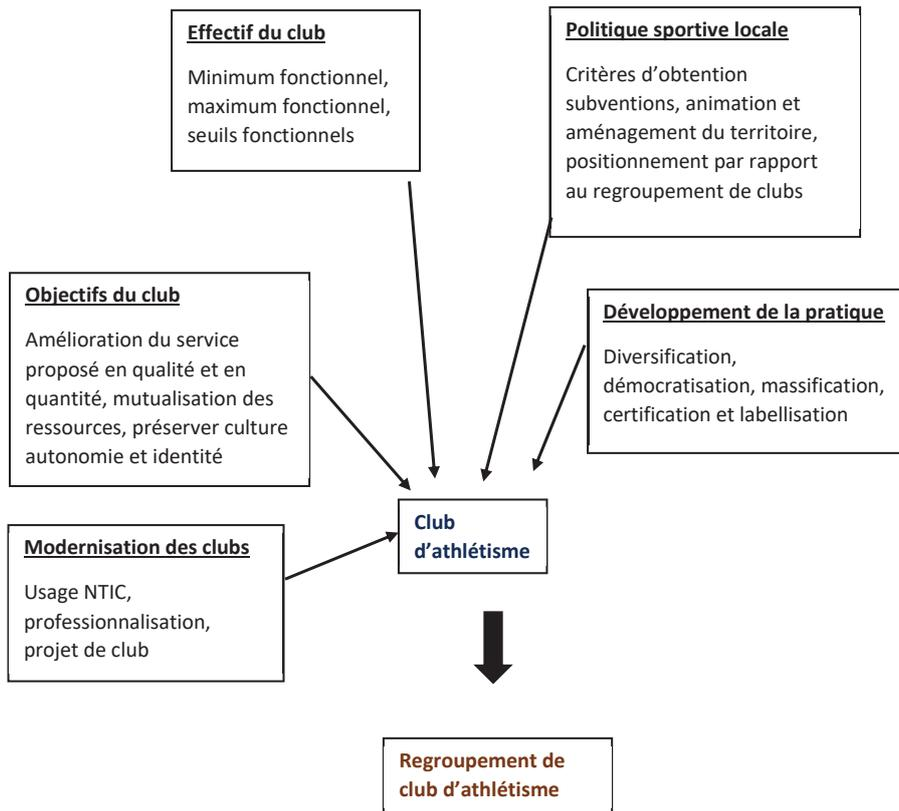 Effectif du club
Minimum fonctionnel,
maximum fonctionnel,
seuils fonctionnels
Politique sportive locale
Critères d'obtention
subventions, animation et
aménagement du territoire,
positionnement par rapport
au regroupement de clubs
Objectifs du club
Amélioration du service
proposé en qualité et en
quantité, mutualisation des
ressources, préserver culture
autonomie et identité
Développement de la pratique
Diversification,
démocratisation, massification,
certification et labellisation
Modernisation des clubs
Usage NTIC,
professionnalisation,
projet de club
Club
d'athlétisme
Regroupement de
club d'athlétisme